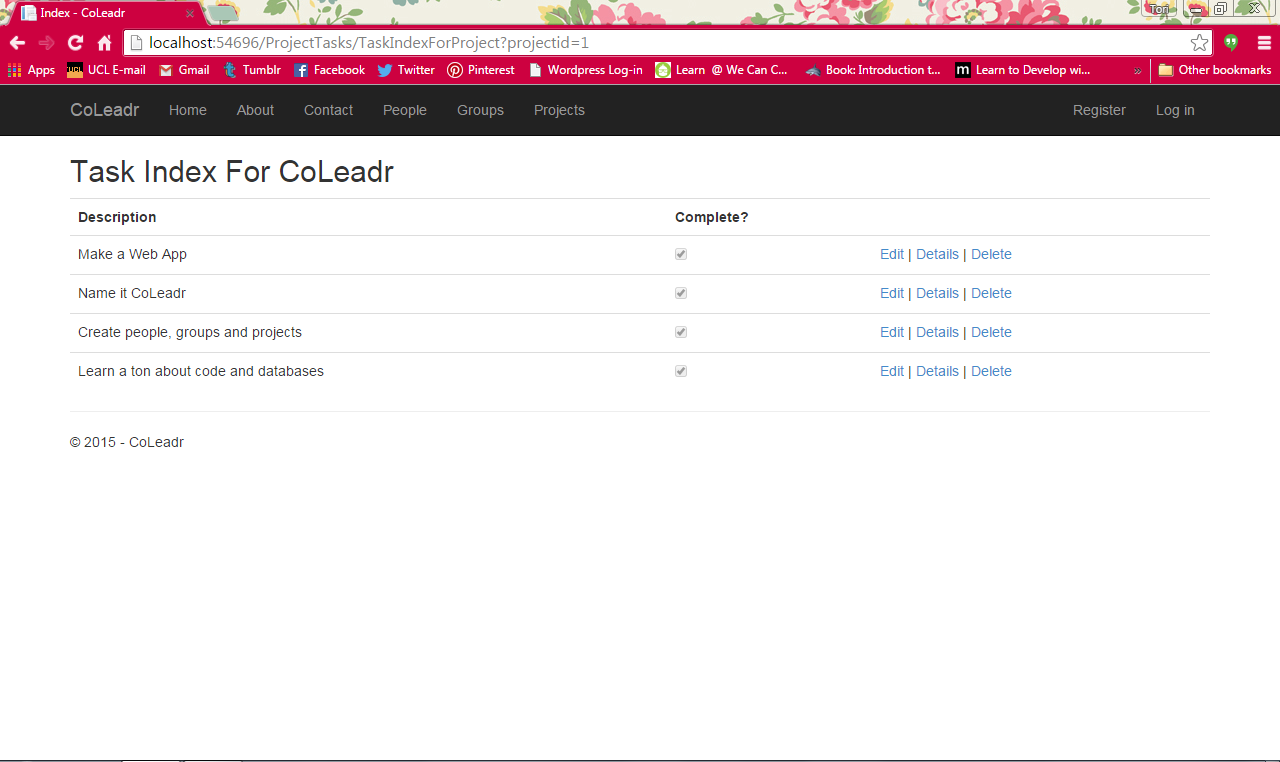 Index - CoLeadr
Ton
localhost:54696/ProjectTasks/TaskIndexForProject?projectid=1
Apps UCL UCL E-mail Gmail Tumblr Facebook Twitter Pinterest Wordpress Log-in Learn @ We Can C... Book: Introduction t... m Learn to Develop wi... » Other bookmarks
CoLeadr Home About Contact People Groups Projects Register Log in
Task Index For CoLeadr
Description Complete?
Make a Web App Edit | Details | Delete
Name it CoLeadr Edit | Details | Delete
Create people, groups and projects Edit | Details | Delete
Learn a ton about code and databases Edit | Details | Delete
© 2015 - CoLeadr